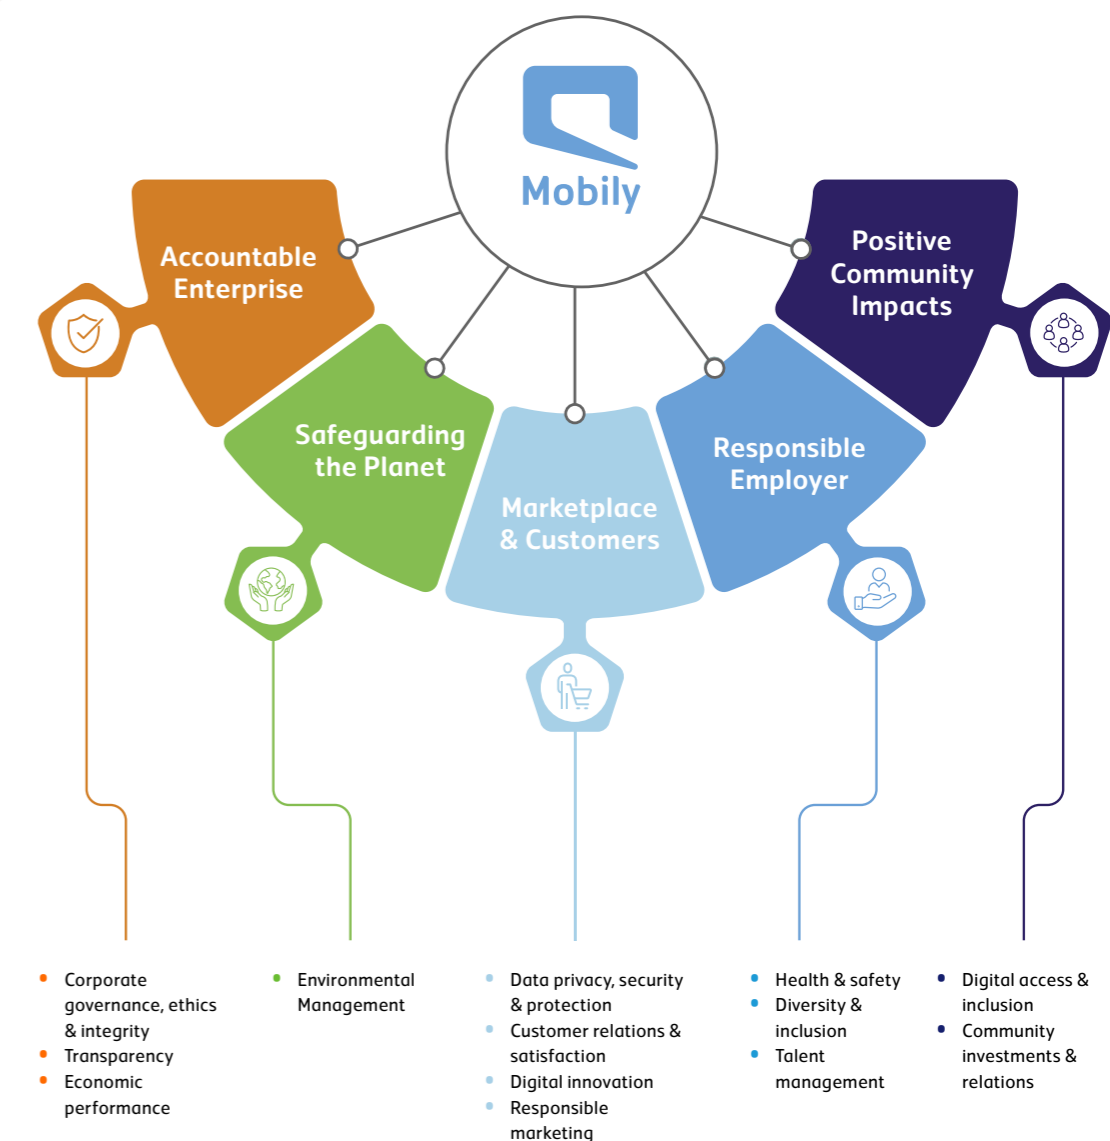 Mobily
Accountable
Enterprise
Positive
Community
Impacts
Safeguarding
the Planet
Responsible
Employer
Marketplace
& Customers
• Corporate
governance, ethics
& integrity
• Transparency
• Economic
performance
• Environmental
Management
• Data privacy, security
& protection
• Customer relations &
satisfaction
• Digital innovation
• Responsible
marketing
• Health & safety
• Diversity &
inclusion
• Talent
management
• Digital access &
inclusion
• Community
investments &
relations